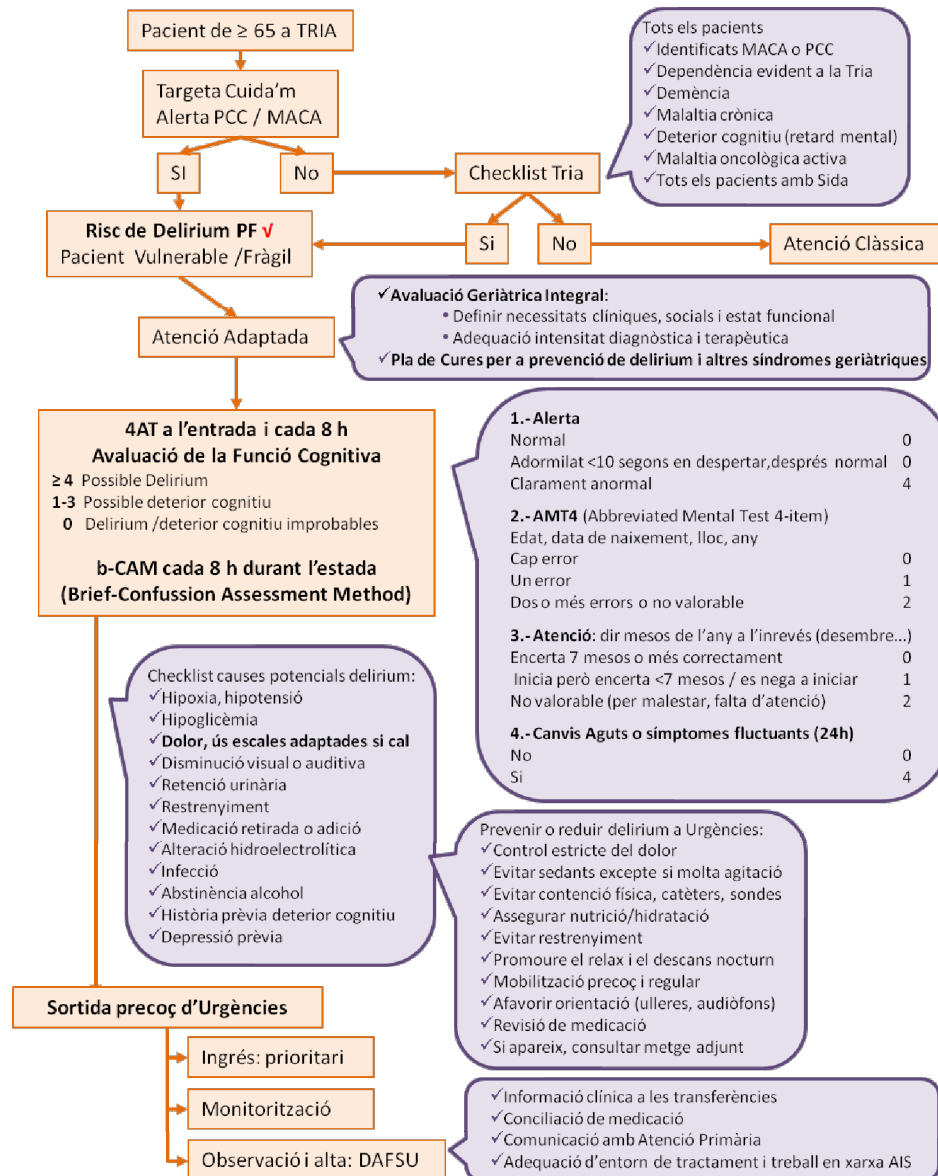 Pacient de ≥ 65 a TRIA
Targeta Cuida'm
Alerta PCC / MACA
SI
No
Checklist Tria
Tots els pacients
✓Identificats MACA o PCC
✓Dependència evident a la Tria
✓Demència
✓Malaltia crònica
✓Deterior cognitiu (retard mental)
✓Malaltia oncològica activa
✓Tots els pacients amb Sida
Risc de Delirium PF √
Pacient Vulnerable /Fràgil
Si
No
Atenció Clàssica
Atenció Adaptada
✓Avaluació Geriàtrica Integral:
• Definir necessitats clíniques, socials i estat funcional
• Adequació intensitat diagnòstica i terapèutica
✓Pla de Cures per a prevenció de delirium i altres síndromes geriàtriques
4AT a l'entrada i cada 8 h
Avaluació de la Funció Cognitiva
≥ 4 Possible Delirium
1-3 Possible deterior cognitiu
0 Delirium /deterior cognitiu improbables
b-CAM cada 8 h durant l'estada
(Brief-Confussion Assessment Method)
1.- Alerta
Normal 0
Adormilat <10 segons en despertar,després normal 0
Clarament anormal 4
2.- AMT4 (Abbreviated Mental Test 4-item)
Edat, data de naixement, lloc, any
Cap error 0
Un error 1
Dos o més errors o no valorable 2
3.- Atenció: dir mesos de l'any a l'inrevés (desembre...)
Encerta 7 mesos o més correctament 0
Inicia però encerta <7 mesos / es nega a iniciar 1
No valorable (per malestar, falta d'atenció) 2
4.- Canvis Aguts o símptomes fluctuants (24h)
No 0
Si 4
Checklist causes potencials delirium:
✓Hipoxia, hipotensió
✓Hipoglicèmia
✓Dolor, ús escales adaptades si cal
✓Disminució visual o auditiva
✓Retenció urinària
✓Restrenyiment
✓Medicació retirada o adició
✓Alteració hidroelectrolítica
✓Infecció
✓Abstinència alcohol
✓Història prèvia deterior cognitiu
✓Depressió prèvia
Prevenir o reduir delirium a Urgències:
✓Control estricte del dolor
✓Evitar sedants excepte si molta agitació
✓Evitar contenció física, catèters, sondes
✓Assegurar nutrició/hidratació
✓Evitar restrenyiment
✓Promoure el relax i el descans nocturn
✓Mobilització precoç i regular
✓Afavorir orientació (ulleres, audiòfons)
✓Revisió de medicació
✓Si apareix, consultar metge adjunt
Sortida precoç d'Urgències
Ingrés: prioritari
Monitorització
Observació i alta: DAFSU
✓Informació clínica a les transferències
✓Conciliació de medicació
✓Comunicació amb Atenció Primària
✓Adequació d'entorn de tractament i treball en xarxa AIS